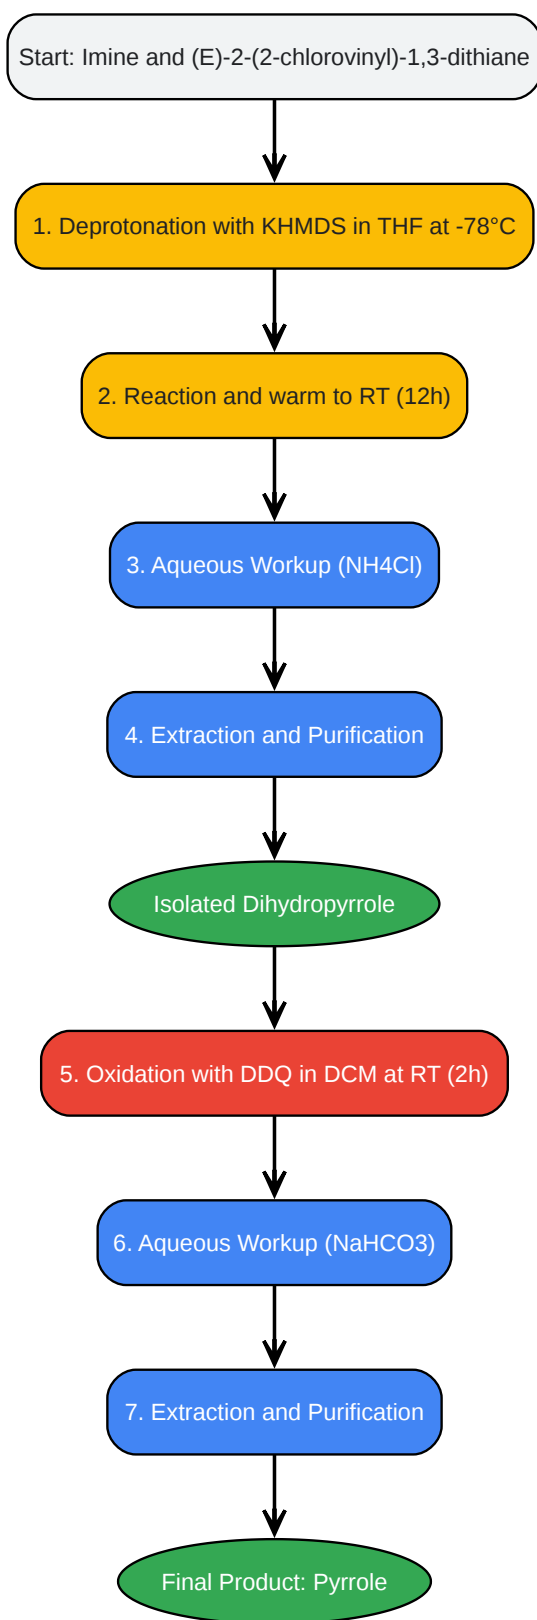 Start: Imine and (E)-2-(2-chlorovinyl)-1,3-dithiane
1. Deprotonation with KHMDS in THF at -78°C
2. Reaction and warm to RT (12h)
3. Aqueous Workup (NH4Cl)
4. Extraction and Purification
Isolated Dihydropyrrole
5. Oxidation with DDQ in DCM at RT (2h)
6. Aqueous Workup (NaHCO3)
7. Extraction and Purification
Final Product: Pyrrole